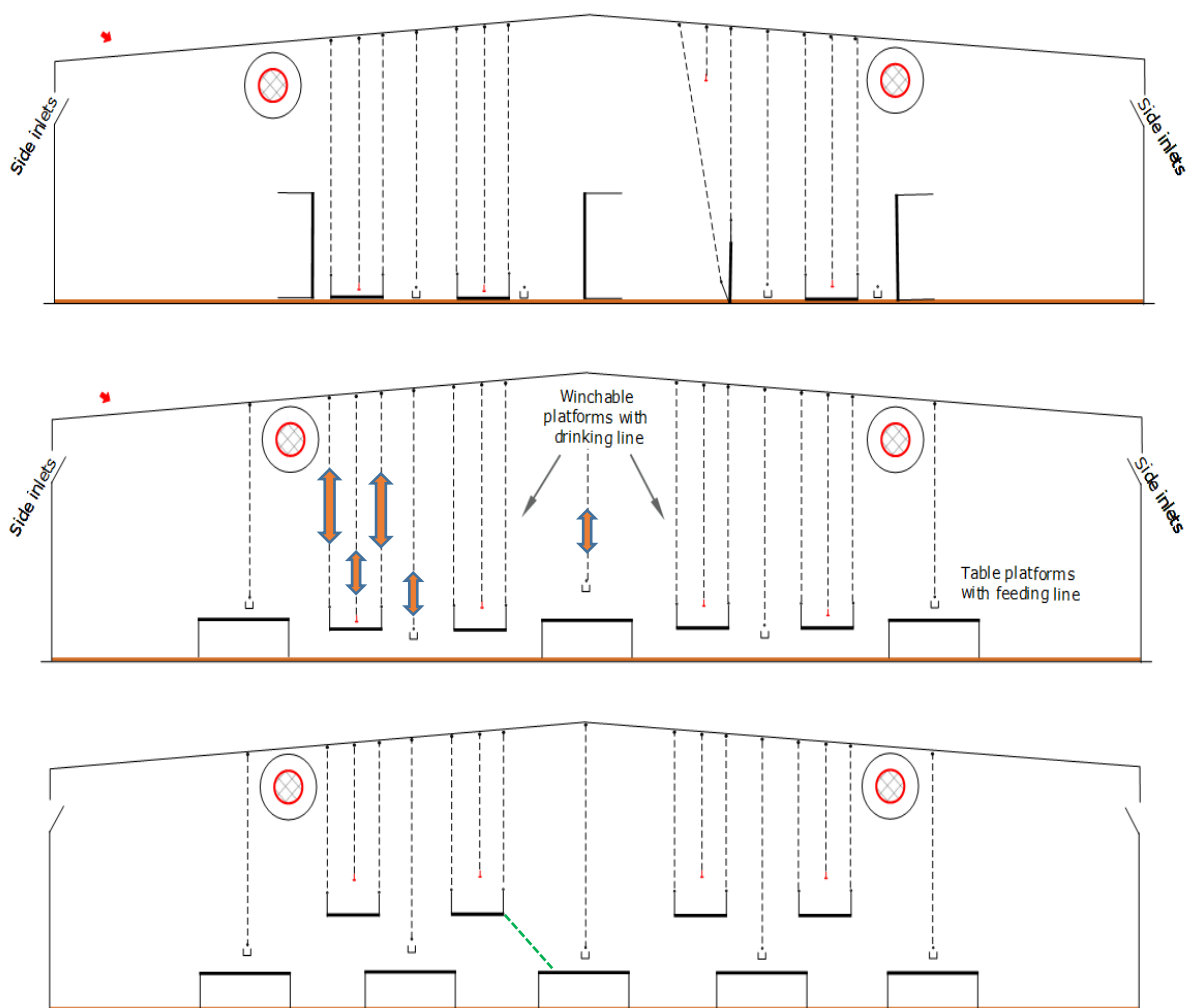 Side inlets
Side inlets
Winchable
platforms with
drinking line
Side inlets
Side inlets
Table platforms
with feeding line